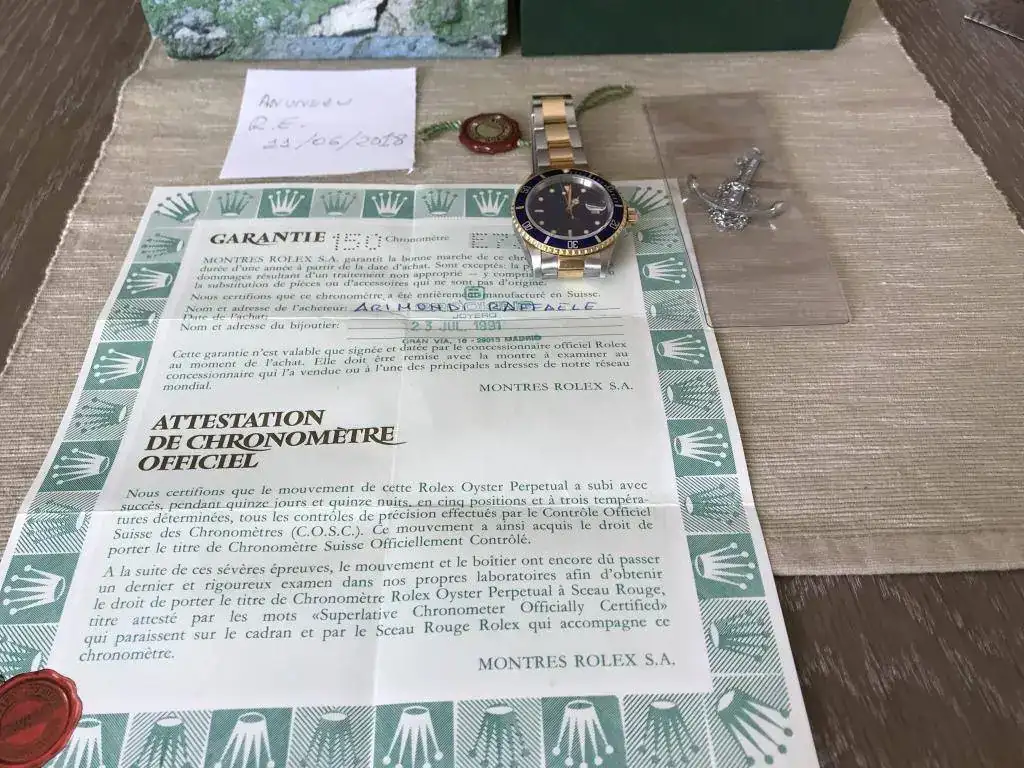 R.E.
11/06/2018
GARANTIE 150 Chronomètre
MONTRES ROLEX S.A. garantit la bonne marche de ce
durée d'une année à partir de la date d'achat. Sont exceptés: la
dommages résultant d'un traitement non approprié – y compris
la substitution de pièces ou d'accessoires qui ne sont pas d'origine.
Nous certifions que ce chronomètre, a été entièrement manufacturé en Suisse.
Nom et adresse de l'acheteur: ARIMONDI RAFFAELE
Date de l'achat: JOYERO
23 JUL. 1991
Nom et adresse du bijoutier:
GRAN VIA, 16 - 28013 MADRID
Cette garantie n'est valable que signée et datée par le concessionnaire officiel Rolex
au moment de l'achat. Elle doit être remise avec la montre à examiner au
concessionnaire qui l'a vendue ou à l'une des principales adresses de notre réseau
mondial.
MONTRES ROLEX S.A.
ATTESTATION
DE CHRONOMÈTRE
OFFICIEL
Nous certifions que le mouvement de cette Rolex Oyster Perpetual a subi avec
succès, pendant quinze jours et quinze nuits, en cinq positions et à trois tempéra-
tures déterminées, tous les contrôles de précision effectués par le Contrôle Officiel
Suisse des Chronomètres (C.O.S.C.). Ce mouvement a ainsi acquis le droit de
porter le titre de Chronomètre Suisse Officiellement Contrôlé.
A la suite de ces sévères épreuves, le mouvement et le boîtier ont encore dû passer
un dernier et rigoureux examen dans nos propres laboratoires afin d'obtenir
le droit de porter le titre de Chronomètre Rolex Oyster Perpetual à Sceau Rouge,
titre attesté par les mots «Superlative Chronometer Officially Certified»
qui paraissent sur le cadran et par le Sceau Rouge Rolex qui accompagne ce
chronomètre.
MONTRES ROLEX S.A.